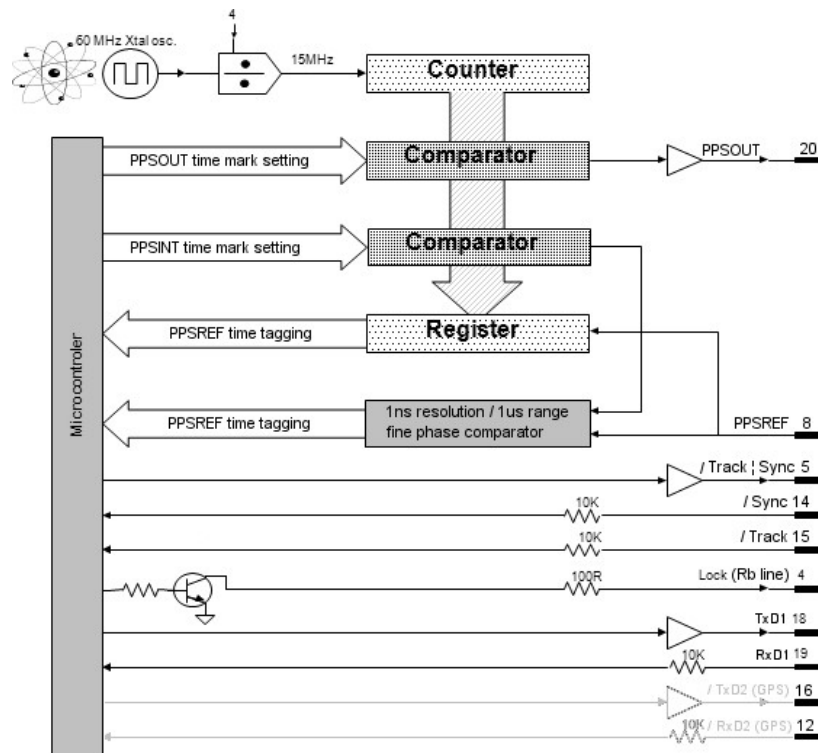 4
60 MHz Xtal osc.
15MHz
Counter
PPSOUT time mark setting
Comparator
PPSOUT
20
PPSINT time mark setting
Comparator
PPSREF time tagging
Register
Microcontroler
PPSREF time tagging
1ns resolution / 1us range
fine phase comparator
PPSREF
8
/ Track ¦ Sync 5
10K
/ Sync 14
10K
/ Track 15
100R
Lock (Rb line) 4
TxD1 18
10K
RxD1 19
/ TxD2 (GPS) 16
10K
/ RxD2 (GPS) 12